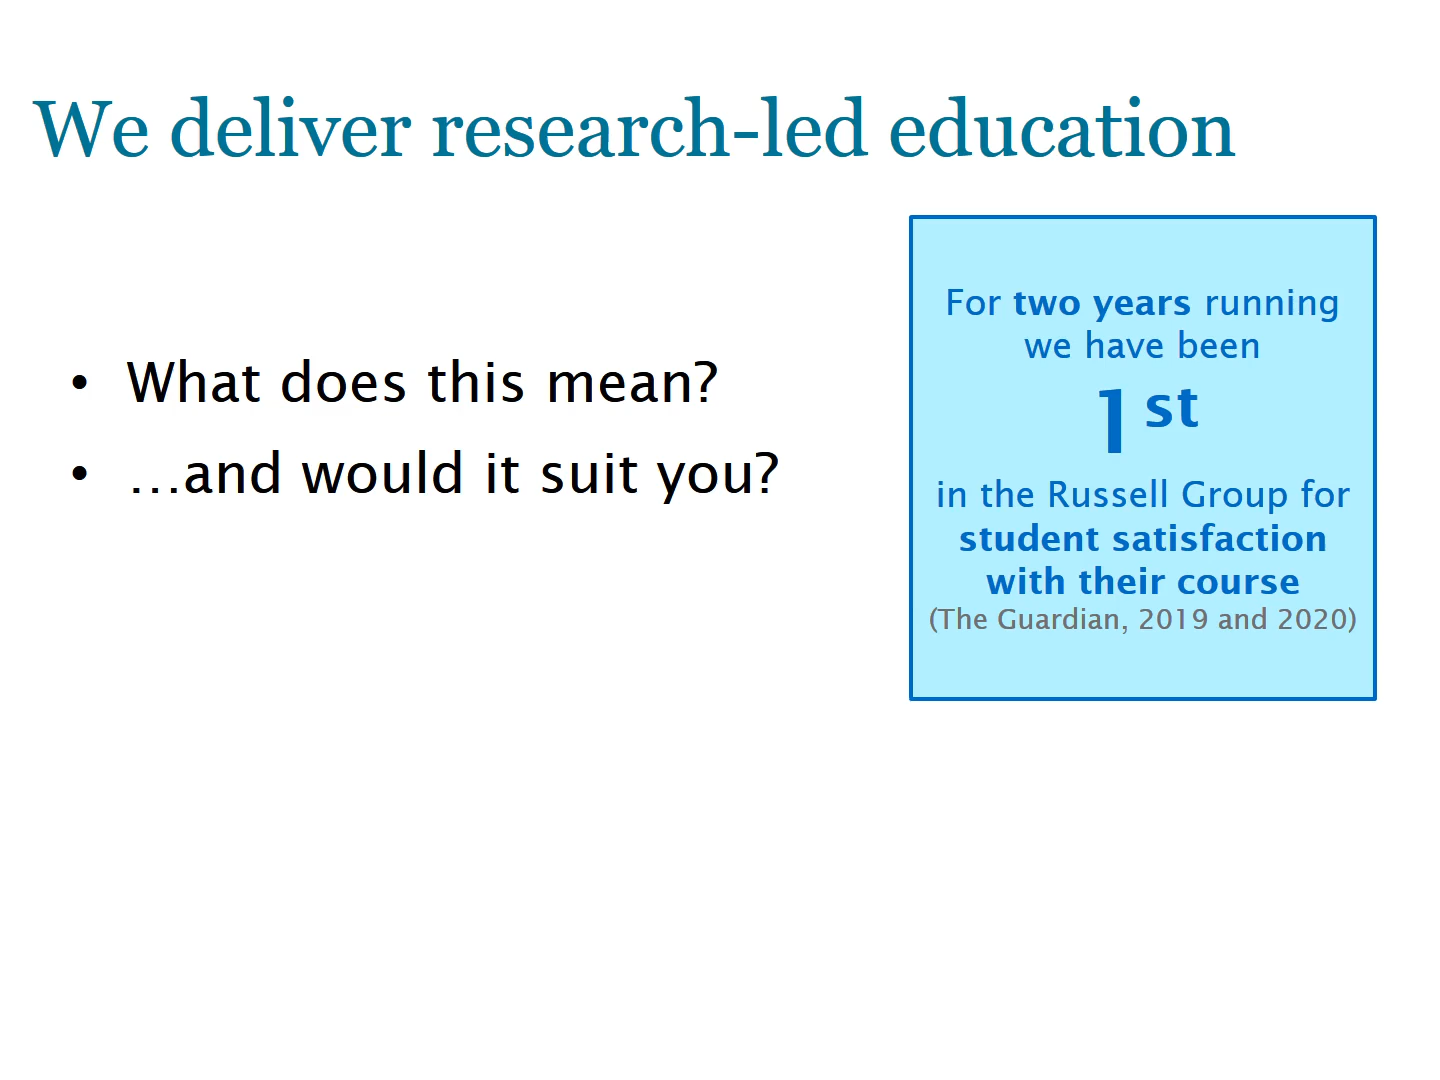 We deliver research-led education
• What does this mean?
• …and would it suit you?
For two years running
we have been
1st
in the Russell Group for
student satisfaction
with their course
(The Guardian, 2019 and 2020)